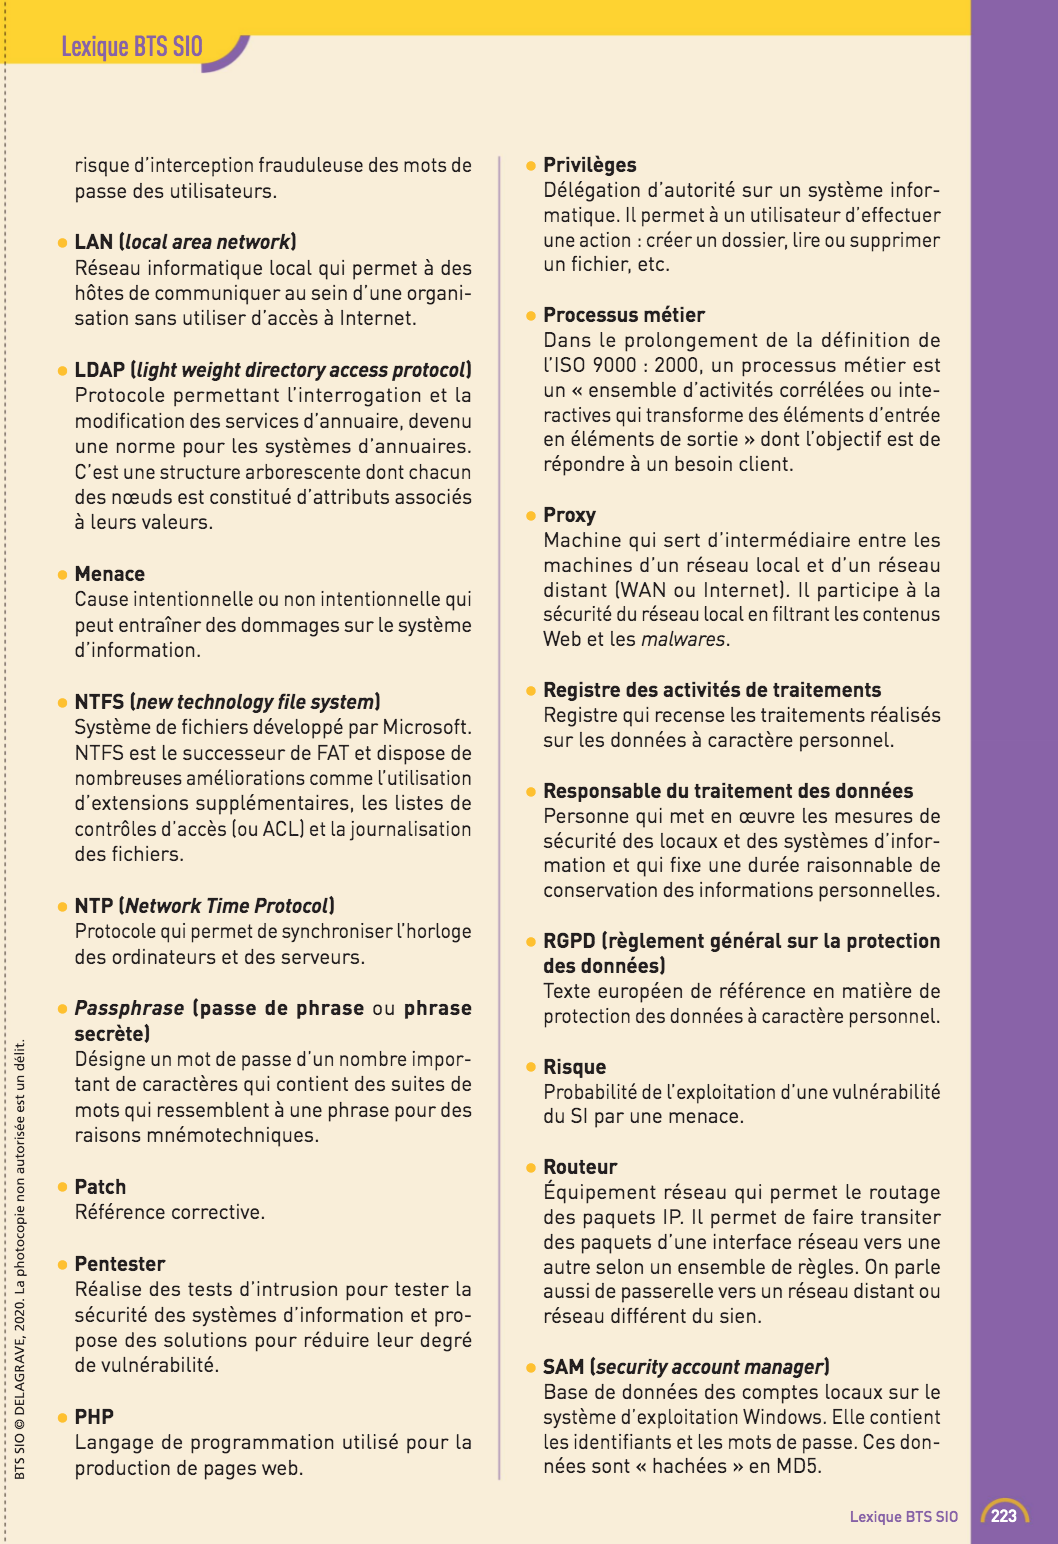 Lexique BTS SIO
risque d’interception frauduleuse des mots de
passe des utilisateurs.
LAN (local area network)
Réseau informatique local qui permet à des
hôtes de communiquer au sein d’une organi-
sation sans utiliser d’accès à Internet.
LDAP (light weight directory access protocol)
Protocole permettant l’interrogation et la
modification des services d’annuaire, devenu
une norme pour les systèmes d’annuaires.
C’est une structure arborescente dont chacun
des nœuds est constitué d’attributs associés
à leurs valeurs.
Menace
Cause intentionnelle ou non intentionnelle qui
peut entraîner des dommages sur le système
d’information.
NTFS (new technology file system)
Système de fichiers développé par Microsoft.
NTFS est le successeur de FAT et dispose de
nombreuses améliorations comme l’utilisation
d’extensions supplémentaires, les listes de
contrôles d’accès (ou ACL) et la journalisation
des fichiers.
NTP (Network Time Protocol)
Protocole qui permet de synchroniser l’horloge
des ordinateurs et des serveurs.
Passphrase (passe de phrase ou phrase
secrète)
Désigne un mot de passe d’un nombre impor-
tant de caractères qui contient des suites de
mots qui ressemblent à une phrase pour des
raisons mnémotechniques.
Patch
Référence corrective.
Pentester
Réalise des tests d’intrusion pour tester la
sécurité des systèmes d’information et pro-
pose des solutions pour réduire leur degré
de vulnérabilité.
PHP
Langage de programmation utilisé pour la
production de pages web.
Privilèges
Délégation d’autorité sur un système infor-
matique. Il permet à un utilisateur d’effectuer
une action : créer un dossier, lire ou supprimer
un fichier, etc.
Processus métier
Dans le prolongement de la définition de
l’ISO 9000 : 2000, un processus métier est
un « ensemble d’activités corrélées ou inte-
ractives qui transforme des éléments d’entrée
en éléments de sortie » dont l’objectif est de
répondre à un besoin client.
Proxy
Machine qui sert d’intermédiaire entre les
machines d’un réseau local et d’un réseau
distant (WAN ou Internet). Il participe à la
sécurité du réseau local en filtrant les contenus
Web et les malwares.
Registre des activités de traitements
Registre qui recense les traitements réalisés
sur les données à caractère personnel.
Responsable du traitement des données
Personne qui met en œuvre les mesures de
sécurité des locaux et des systèmes d’infor-
mation et qui fixe une durée raisonnable de
conservation des informations personnelles.
RGPD (règlement général sur la protection
des données)
Texte européen de référence en matière de
protection des données à caractère personnel.
Risque
Probabilité de l’exploitation d’une vulnérabilité
du SI par une menace.
Routeur
Équipement réseau qui permet le routage
des paquets IP. Il permet de faire transiter
des paquets d’une interface réseau vers une
autre selon un ensemble de règles. On parle
aussi de passerelle vers un réseau distant ou
réseau différent du sien.
SAM (security account manager)
Base de données des comptes locaux sur le
système d’exploitation Windows. Elle contient
les identifiants et les mots de passe. Ces don-
nées sont « hachées » en MD5.
BTS SIO © DELAGRAVE, 2020. La photocopie non autorisée est un délit.
Lexique BTS SIO
223